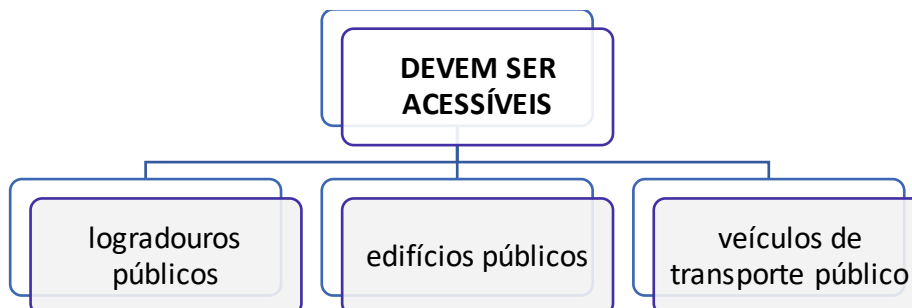 DEVEM SER
ACESSÍVEIS
logradouros
públicos
edifícios públicos
veículos de
transporte público